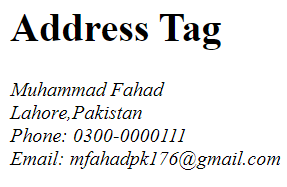 Address Tag
Muhammad Fahad
Lahore,Pakistan
Phone: 0300-0000111
Email: mfahadpk176@gmail.com